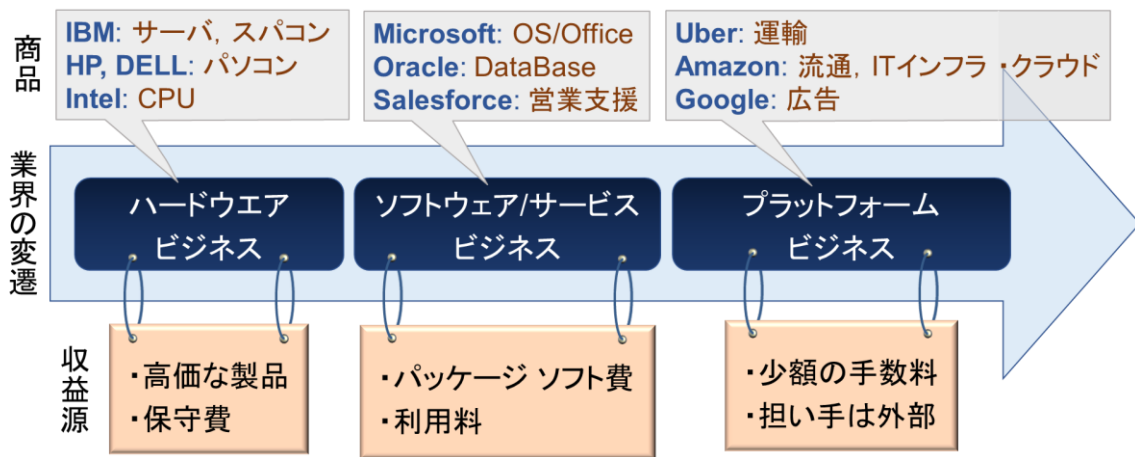 商品
IBM: サーバ, スパコン
HP, DELL: パソコン
Intel: CPU
Microsoft: OS/Office
Oracle: DataBase
Salesforce: 営業支援
Uber: 運輸
Amazon: 流通, ITインフラ・クラウド
Google: 広告
業界の変遷
ハードウエア
ビジネス
ソフトウェア/サービス
ビジネス
プラットフォーム
ビジネス
収益源
・高価な製品
・保守費
・パッケージ ソフト費
・利用料
・少額の手数料
・担い手は外部